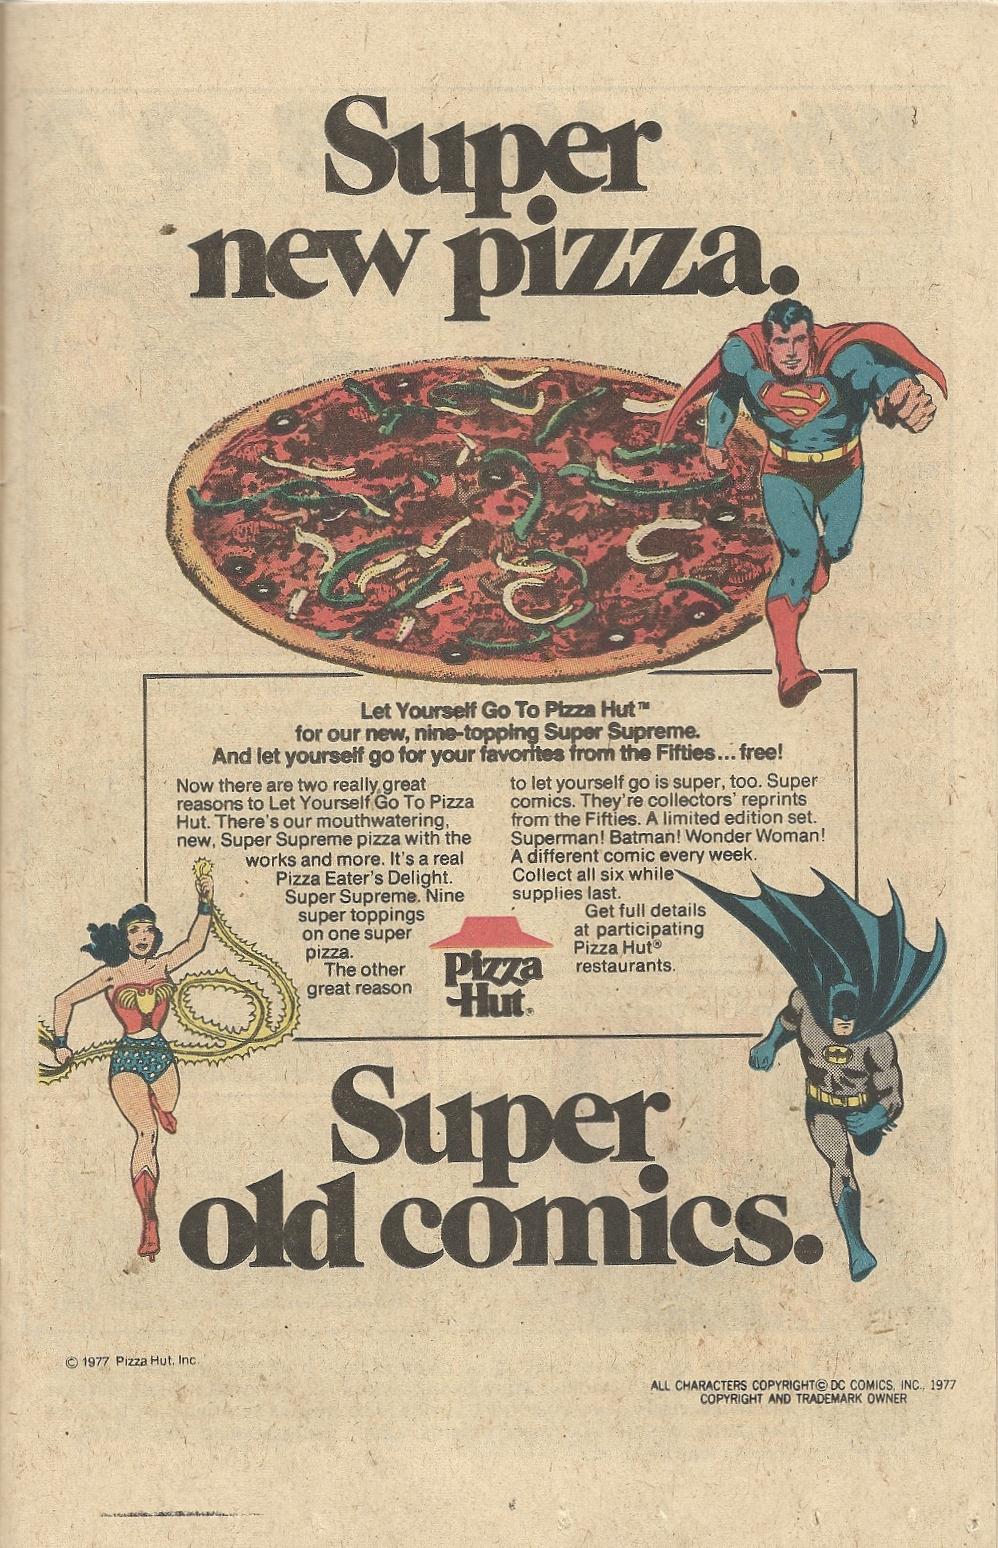 Super
new pizza.
Let Yourself Go To Pizza Hut™
for our new, nine-topping Super Supreme.
And let yourself go for your favorites from the Fifties... free!
Now there are two really great
reasons to Let Yourself Go To Pizza
Hut. There's our mouthwatering,
new, Super Supreme pizza with the
works and more. It's a real
Pizza Eater's Delight.
Super Supreme. Nine
super toppings
on one super
pizza.
The other
great reason
to let yourself go is super, too. Super
comics. They're collectors' reprints
from the Fifties. A limited edition set.
Superman! Batman! Wonder Woman!
A different comic every week.
Collect all six while
supplies last.
Get full details
at participating
Pizza Hut®
restaurants.
Pizza
Hut®
Super
old comics.
© 1977 Pizza Hut, Inc.
ALL CHARACTERS COPYRIGHT © DC COMICS, INC., 1977
COPYRIGHT AND TRADEMARK OWNER